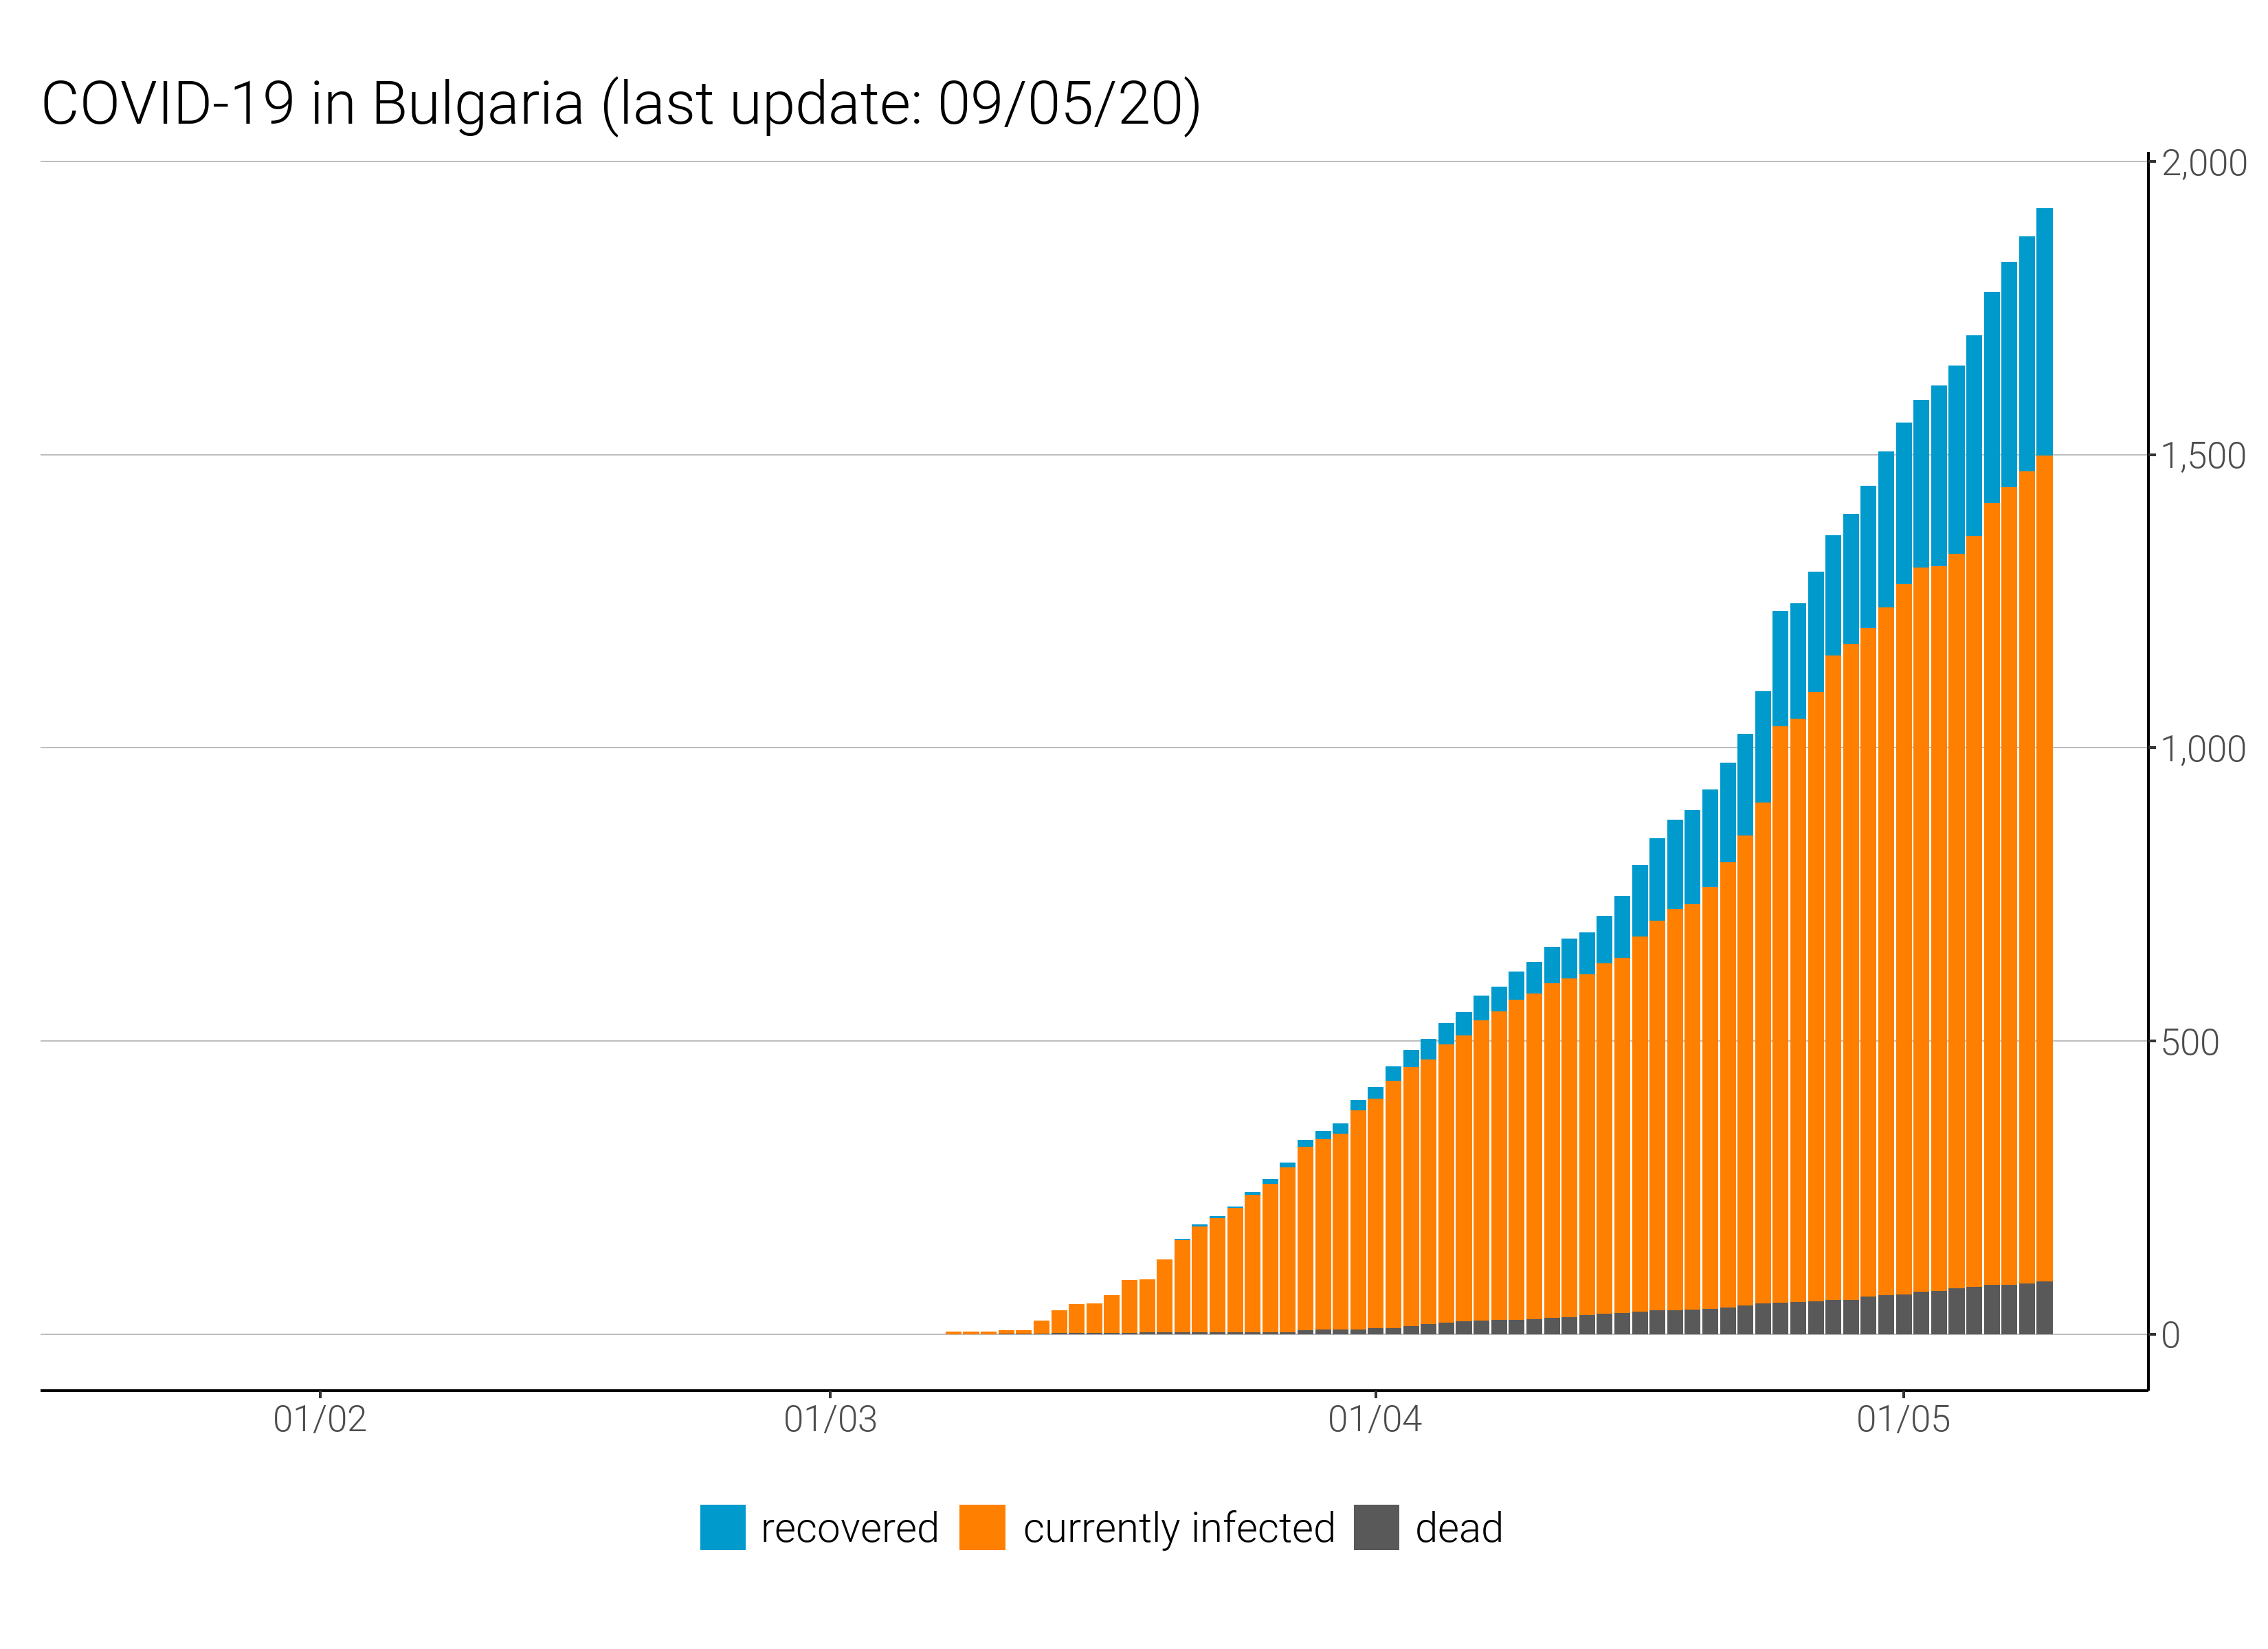 COVID-19 in Bulgaria (last update: 09/05/20)
2,000
1,500
1,000
500
0
01/02 01/03 01/04 01/05
recovered currently infected dead